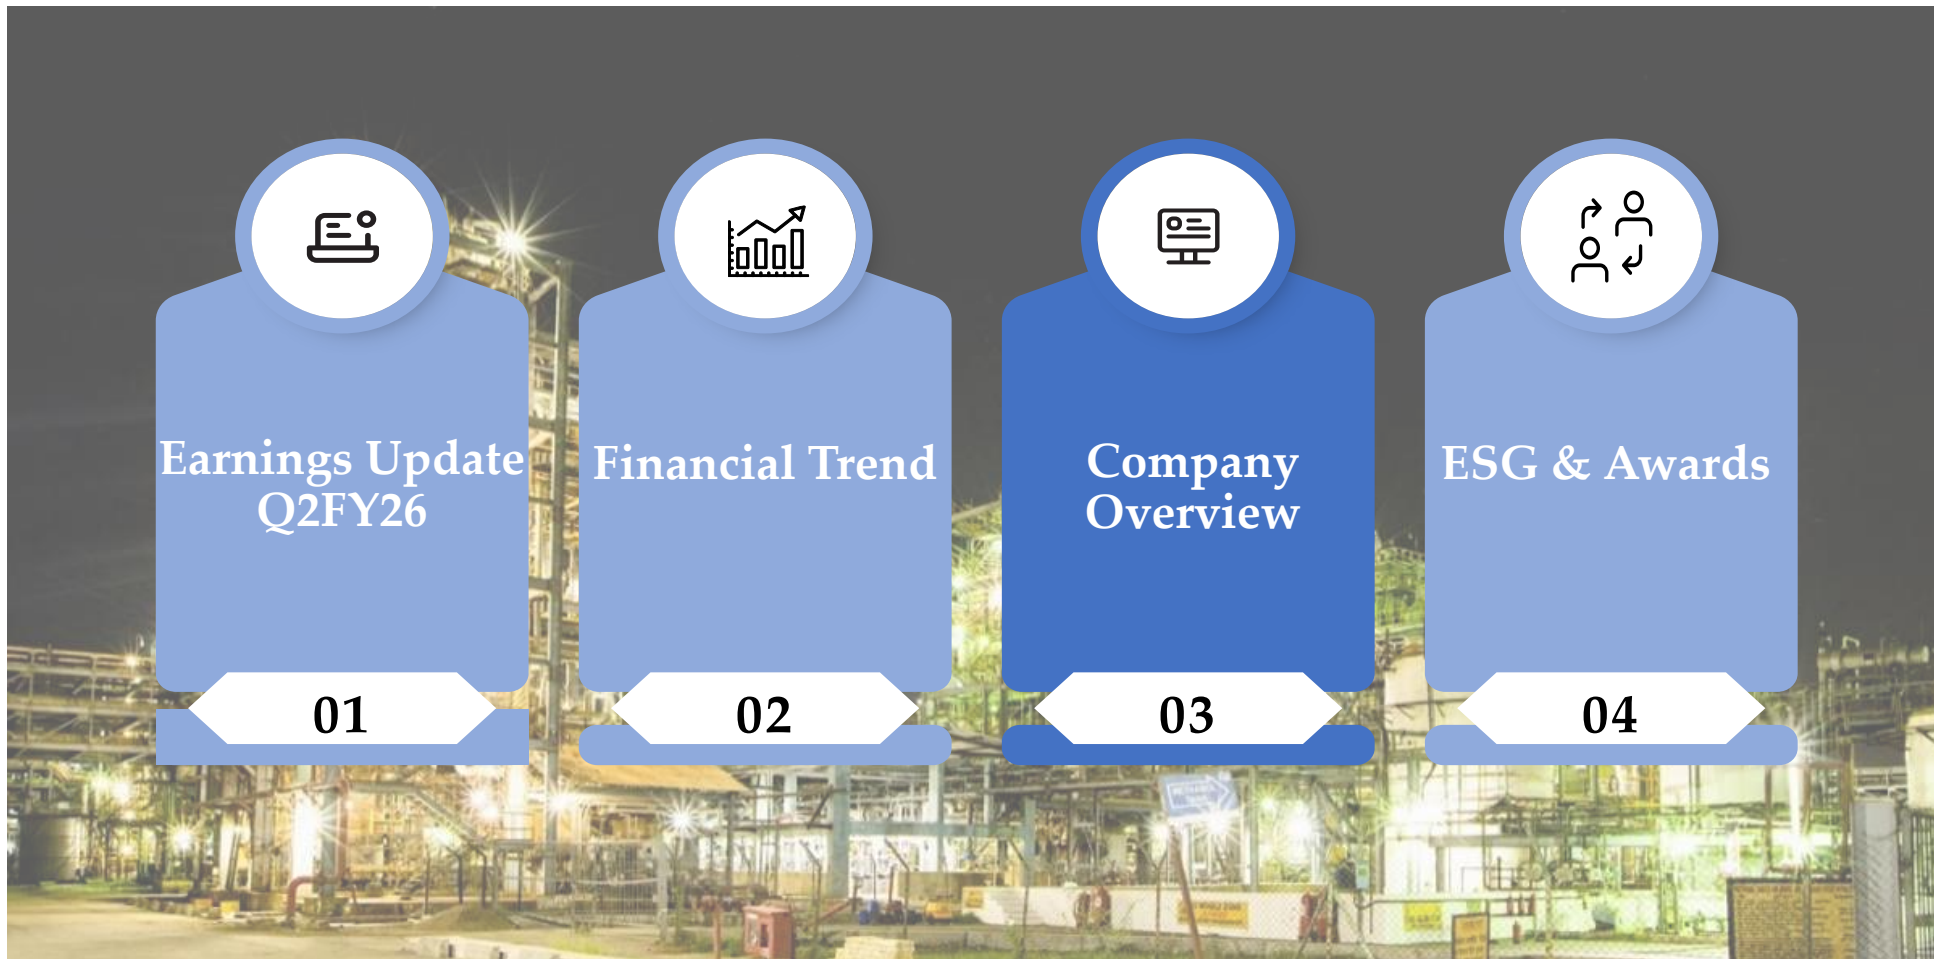 Earnings Update
Q2FY26
Financial Trend
Company
Overview
ESG & Awards
01
02
03
04